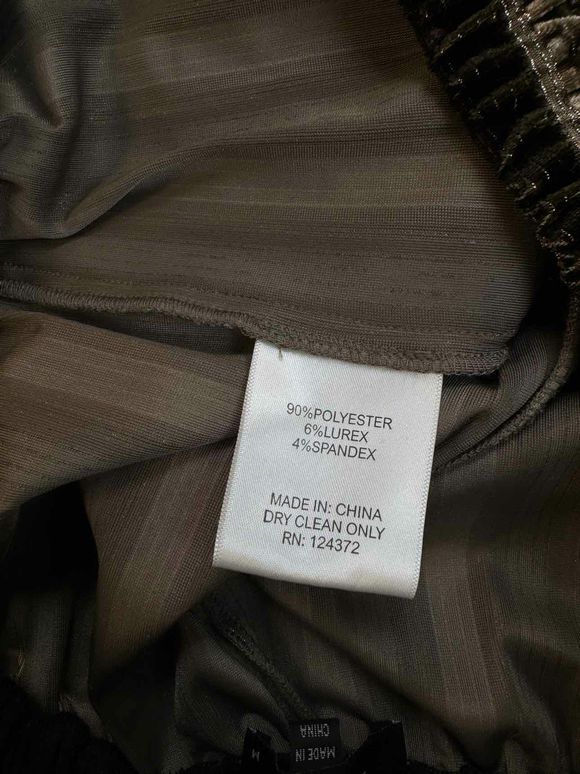 90%POLYESTER
6%LUREX
4%SPANDEX
MADE IN: CHINA
DRY CLEAN ONLY
RN: 124372
MADE IN
CHINA
M